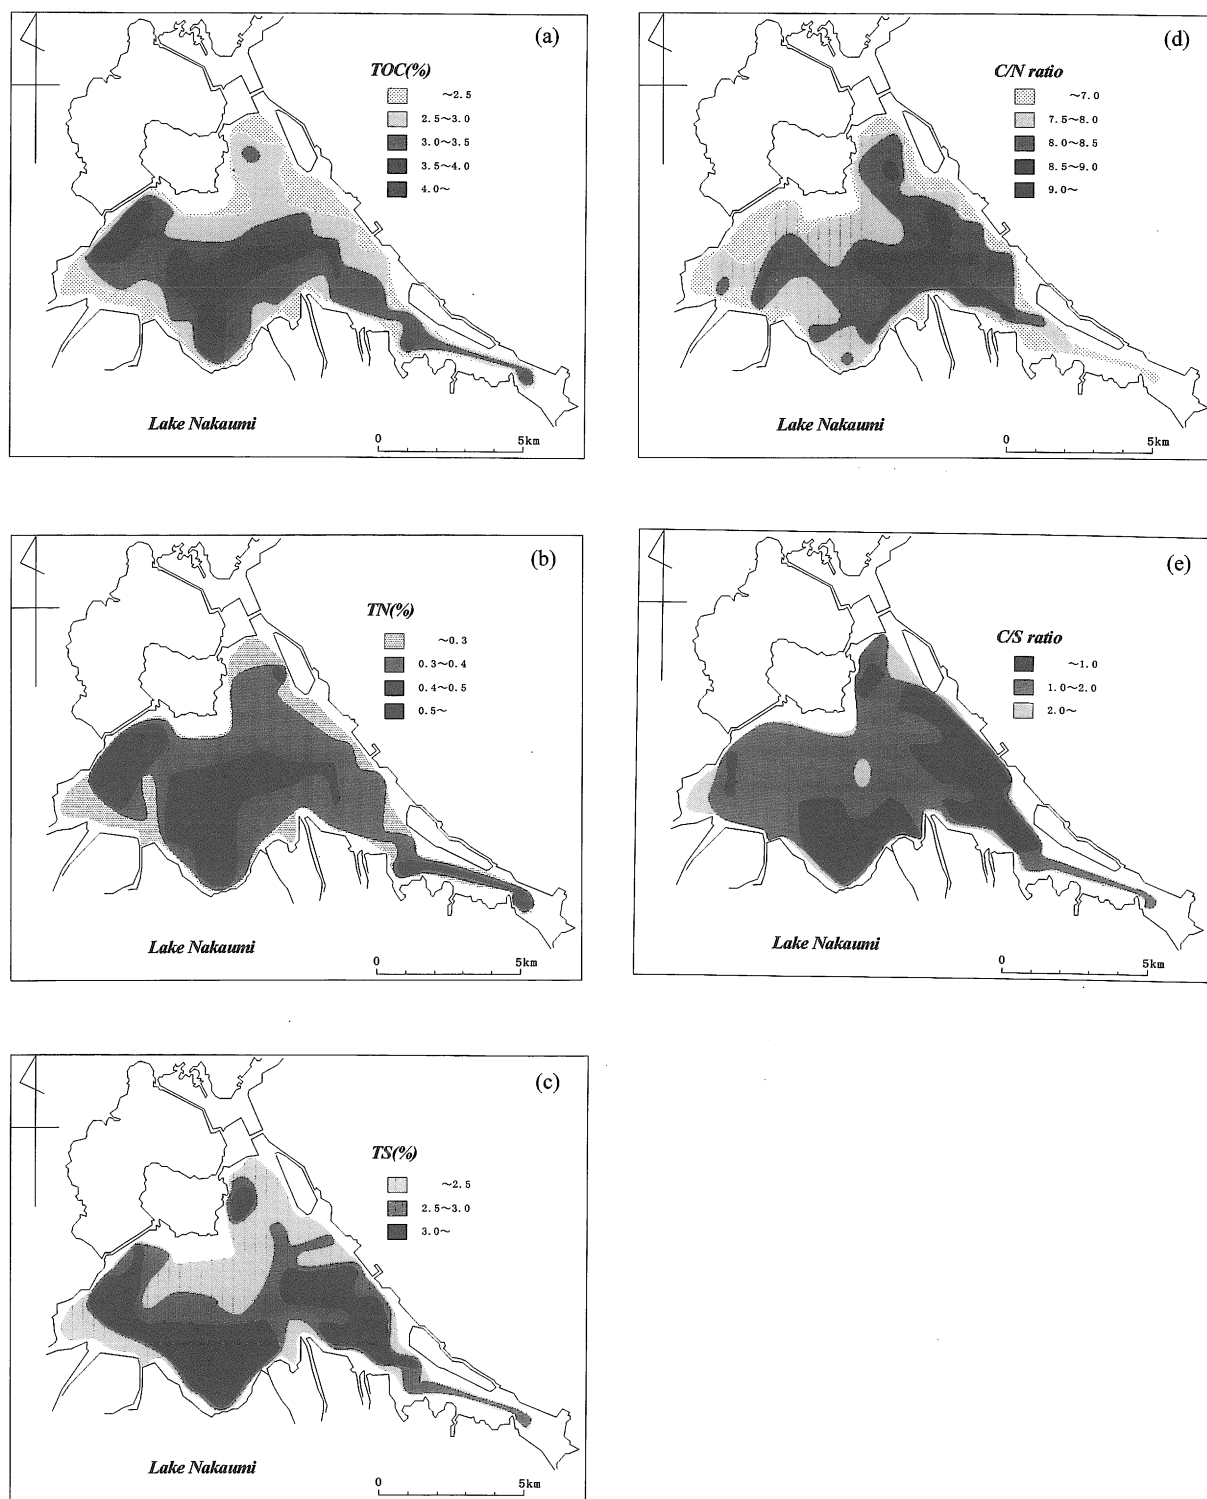 (a)
TOC(%)
~2.5
2.5~3.0
3.0~3.5
3.5~4.0
4.0~
Lake Nakaumi
0 5km
(d)
C/N ratio
~7.0
7.5~8.0
8.0~8.5
8.5~9.0
9.0~
Lake Nakaumi
0 5km
(b)
TN(%)
~0.3
0.3~0.4
0.4~0.5
0.5~
Lake Nakaumi
0 5km
(e)
C/S ratio
~1.0
1.0~2.0
2.0~
Lake Nakaumi
0 5km
(c)
TS(%)
~2.5
2.5~3.0
3.0~
Lake Nakaumi
0 5km